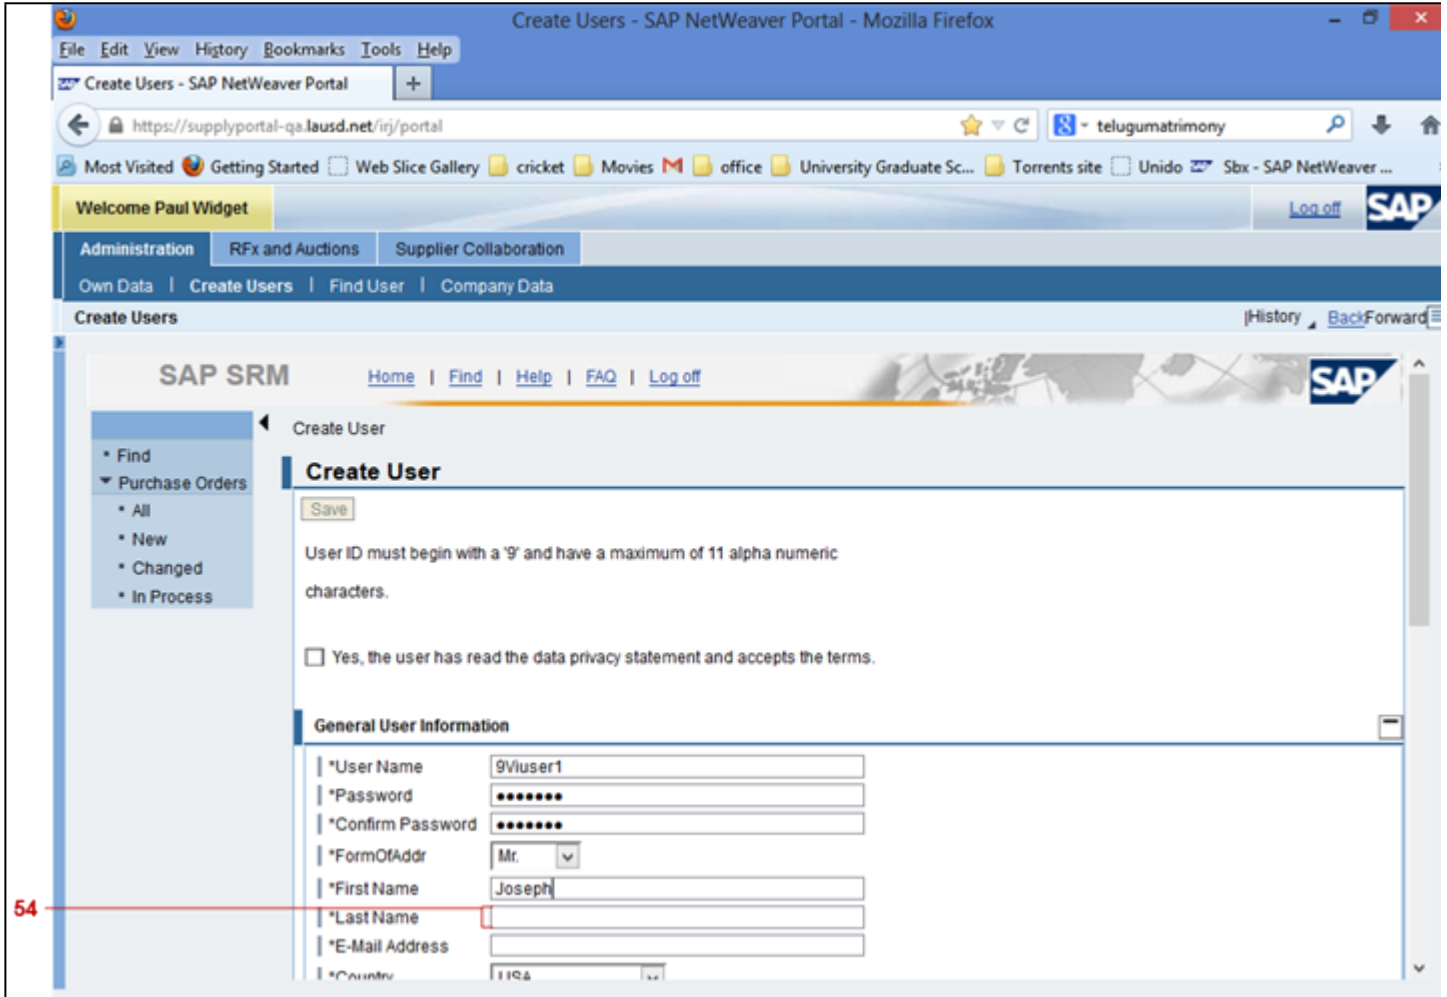 Create Users - SAP NetWeaver Portal - Mozilla Firefox
File Edit View History Bookmarks Tools Help
SAP Create Users - SAP NetWeaver Portal +
https://supplyportal-qa.lausd.net/irj/portal 8 telugumatrimony
Most Visited Getting Started Web Slice Gallery cricket Movies M office University Graduate Sc... Torrents site Unido SAP Sbx - SAP NetWeaver ...
Welcome Paul Widget Log off SAP
Administration RFx and Auctions Supplier Collaboration
Own Data | Create Users | Find User | Company Data
Create Users |History BackForward
SAP SRM Home | Find | Help | FAQ | Log off SAP
Create User
• Find
Create User
Purchase Orders
• All
Save
• New
User ID must begin with a '9' and have a maximum of 11 alpha numeric
• Changed
characters.
• In Process
Yes, the user has read the data privacy statement and accepts the terms.
General User Information
*User Name 9Viuser1
*Password •••••••
*Confirm Password •••••••
*FormOfAddr Mr.
*First Name Joseph
54
*Last Name
*E-Mail Address
*Country USA